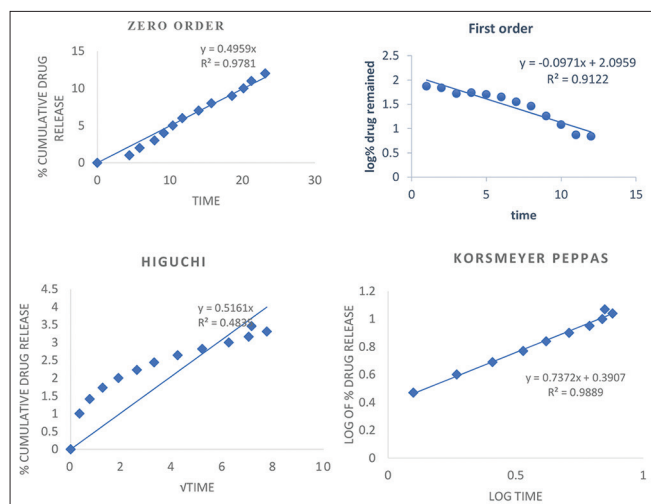 ZERO ORDER
15
10
5
0
0
10
20
30
% CUMULATIVE DRUG
RELEASE
TIME
y = 0.4959x
R² = 0.9781
First order
2.5
2
1.5
1
0.5
0
0
5
10
15
log% drug remained
time
y = -0.0971x + 2.0959
R² = 0.9122
HIGUCHI
4.5
4
3.5
3
2.5
2
1.5
1
0.5
0
0
2
4
6
8
10
% CUMULATIVE DRUG RELEASE
√TIME
y = 0.5161x
R² = 0.4835
KORSMEYER PEPPAS
1.2
1
0.8
0.6
0.4
0.2
0
0
0.5
1
LOG OF % DRUG RELEASE
LOG TIME
y = 0.7372x + 0.3907
R² = 0.9889